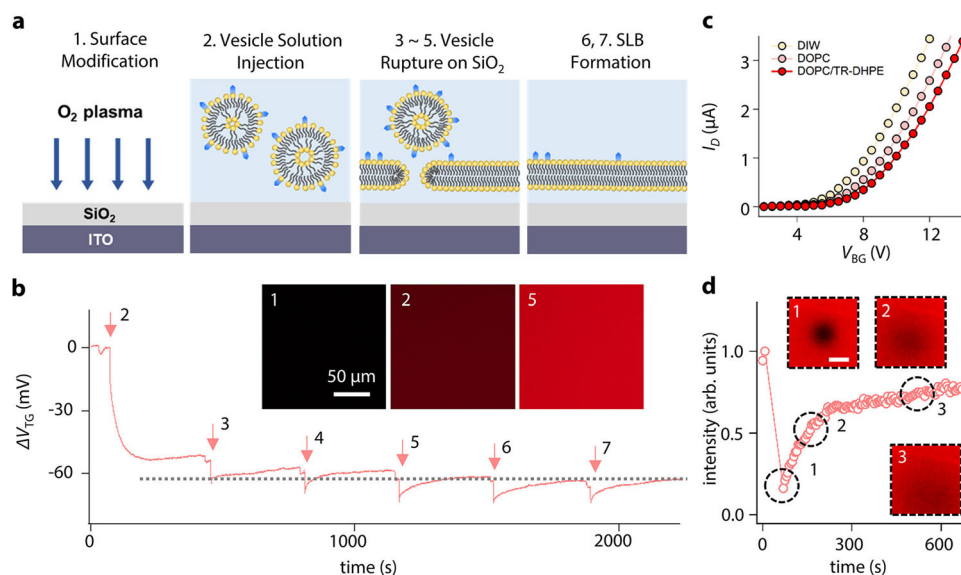 a
1. Surface
Modification
2. Vesicle Solution
Injection
3 ~ 5. Vesicle
Rupture on SiO₂
6, 7. SLB
Formation
O₂ plasma
SiO₂
ITO
b
0
-30
-60
ΔV_TG (mV)
2
3
4
5
6
7
1
50 μm
2
5
0
1000
2000
time (s)
c
DIW
DOPC
DOPC/TR-DHPE
3
2
1
0
I_D (μA)
4
8
12
V_BG (V)
d
1.0
0.5
0.0
intensity (arb. units)
1
2
3
1
2
3
0
300
600
time (s)